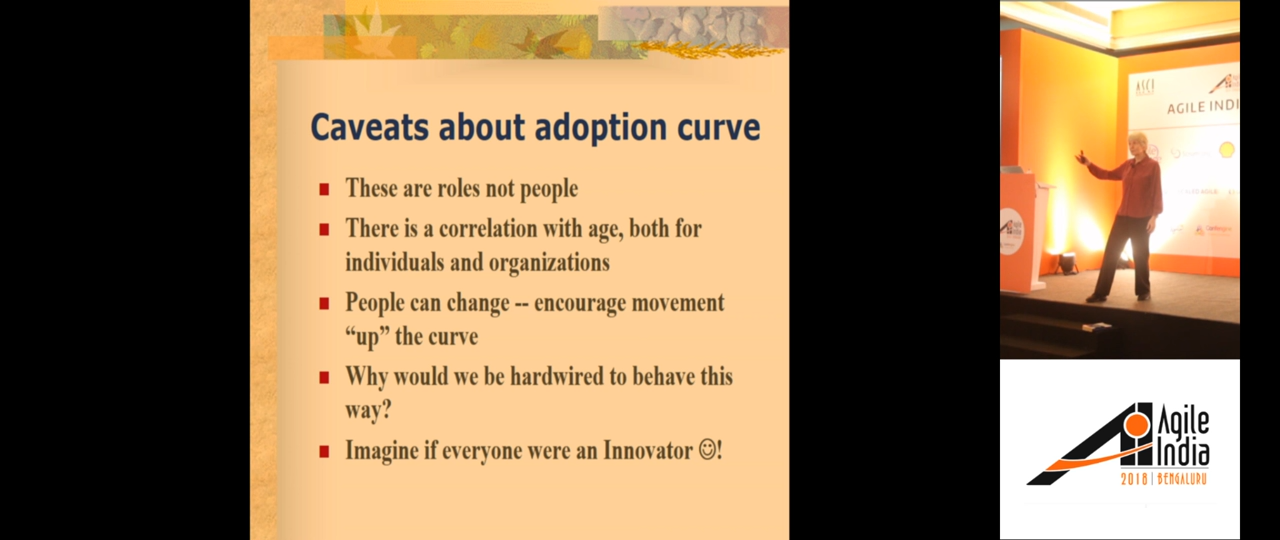 Caveats about adoption curve
These are roles not people
There is a correlation with age, both for
individuals and organizations
People can change -- encourage movement
“up” the curve
Why would we be hardwired to behave this
way?
Imagine if everyone were an Innovator ☺!
ASCI
AGILE INDI
Agile
India
2018 | BENGALURU